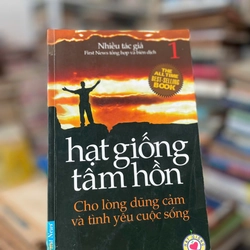 Nhiều tác giả
First News tổng hợp và biên dịch
1
THE ALL TIME
BEST-SELLING
BOOK
hạt giống
tâm hồn
Cho lòng dũng cảm
và tình yêu cuộc sống